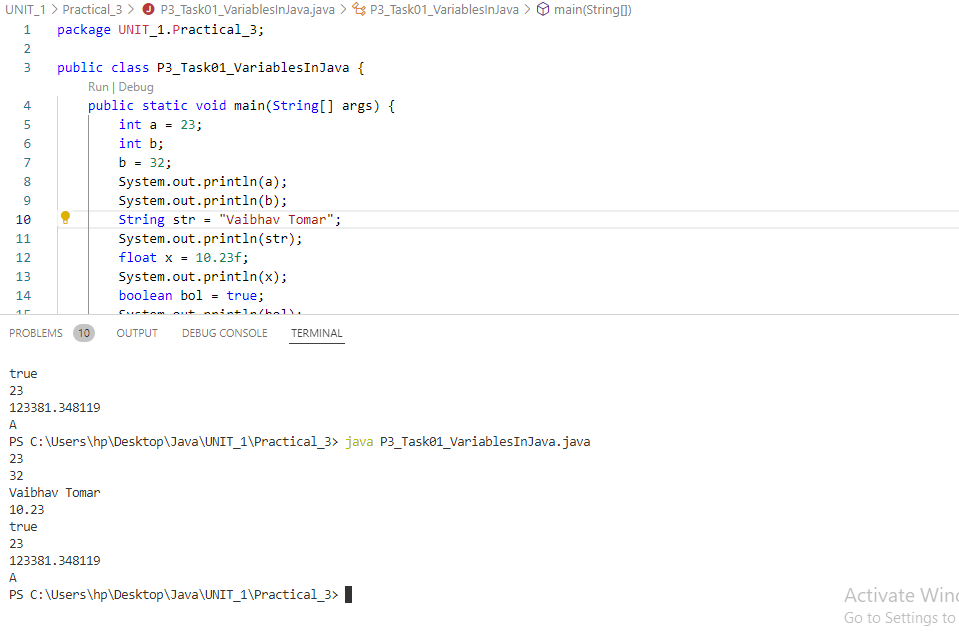 UNIT_1 > Practical_3 > J P3_Task01_VariablesInJava.java > P3_Task01_VariablesInJava > main(String[])
1 package UNIT_1.Practical_3;
2
3 public class P3_Task01_VariablesInJava {
Run | Debug
4 public static void main(String[] args) {
5 int a = 23;
6 int b;
7 b = 32;
8 System.out.println(a);
9 System.out.println(b);
10 String str = "Vaibhav Tomar";
11 System.out.println(str);
12 float x = 10.23f;
13 System.out.println(x);
14 boolean bol = true;
15 System.out.println(bol);
PROBLEMS 10 OUTPUT DEBUG CONSOLE TERMINAL
true
23
123381.348119
A
PS C:\Users\hp\Desktop\Java\UNIT_1\Practical_3> java P3_Task01_VariablesInJava.java
23
32
Vaibhav Tomar
10.23
true
23
123381.348119
A
PS C:\Users\hp\Desktop\Java\UNIT_1\Practical_3>
Activate Wind
Go to Settings to